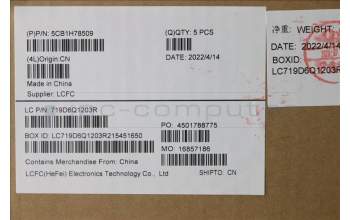 (P)P/N: 5CB1H78509
(Q)QTY: 5 PCS
(4L)Origin:CN
DATE: 2022/4/14
Made in China
Supplier: LCFC
净重: WEIGHT:
DATE: 2022/4/14
BOXID
LC719D6Q1203R
LC P/N: 719D6Q1203R
PO: 4501788775
BOX ID: LC719D6Q1203R215451650
MO: 16857186
Contains Merchandise From: China
LCFC(HeFei) Electronics Technology Co., Ltd
SHIPTO: CN